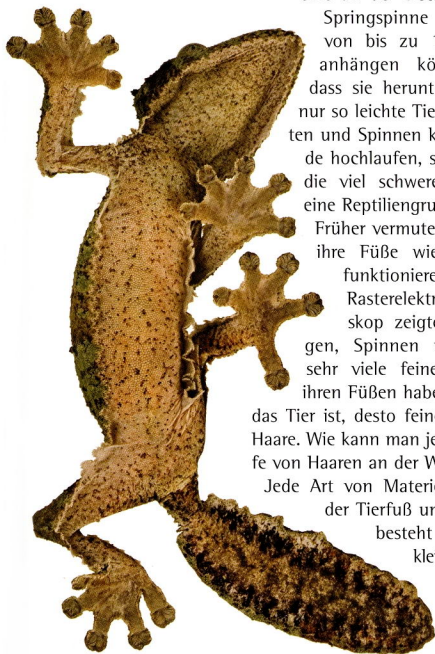 Springspinne
von bis zu
anhängen kö
dass sie herunt
nur so leichte Tie
ten und Spinnen k
de hochlaufen, s
die viel schwere
eine Reptiliengru
Früher vermute
ihre Füße wie
funktioniere
Rasterelektr
skop zeigt
gen, Spinnen
sehr viele feine
ihren Füßen habe
das Tier ist, desto fein
Haare. Wie kann man je
fe von Haaren an der W
Jede Art von Materi
der Tierfuß un
besteht
kle